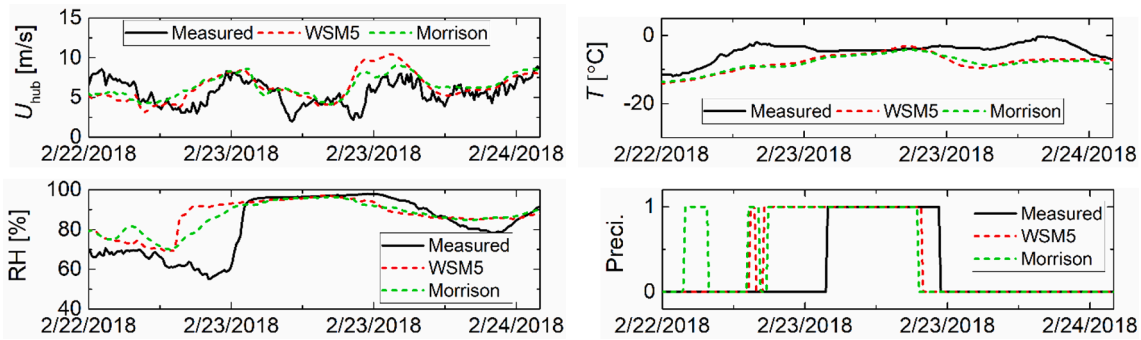 15
10
5
0
U hub [m/s]
Measured WSM5 Morrison
2/22/2018 2/23/2018 2/23/2018 2/24/2018
0
-10
-20
T [°C]
Measured WSM5 Morrison
2/22/2018 2/23/2018 2/23/2018 2/24/2018
100
80
60
40
RH [%]
Measured
WSM5
Morrison
2/22/2018 2/23/2018 2/23/2018 2/24/2018
1
0
Preci.
Measured
WSM5
Morrison
2/22/2018 2/23/2018 2/23/2018 2/24/2018